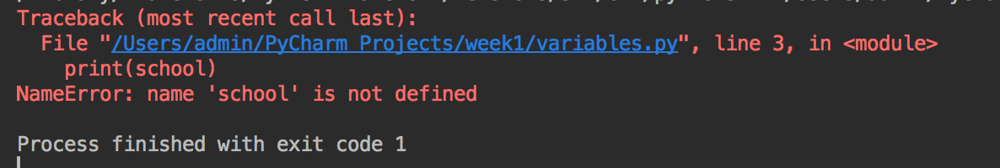 Traceback (most recent call last):
  File "/Users/admin/PyCharm Projects/week1/variables.py", line 3, in <module>
    print(school)
NameError: name 'school' is not defined
Process finished with exit code 1